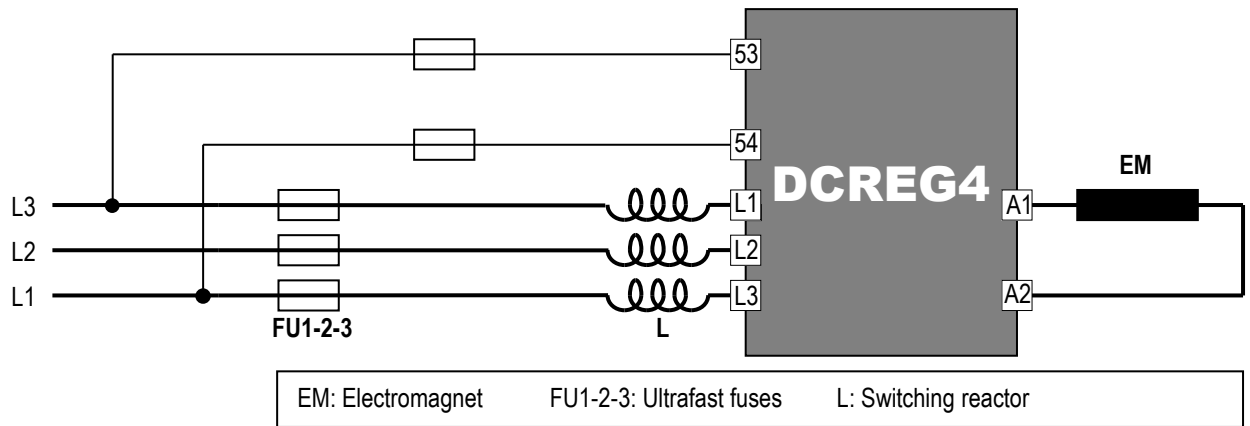 53
54
DCREG4
EM
L3
L1
A1
L2
L2
L1
L3
A2
FU1-2-3
L
EM: Electromagnet FU1-2-3: Ultrafast fuses L: Switching reactor